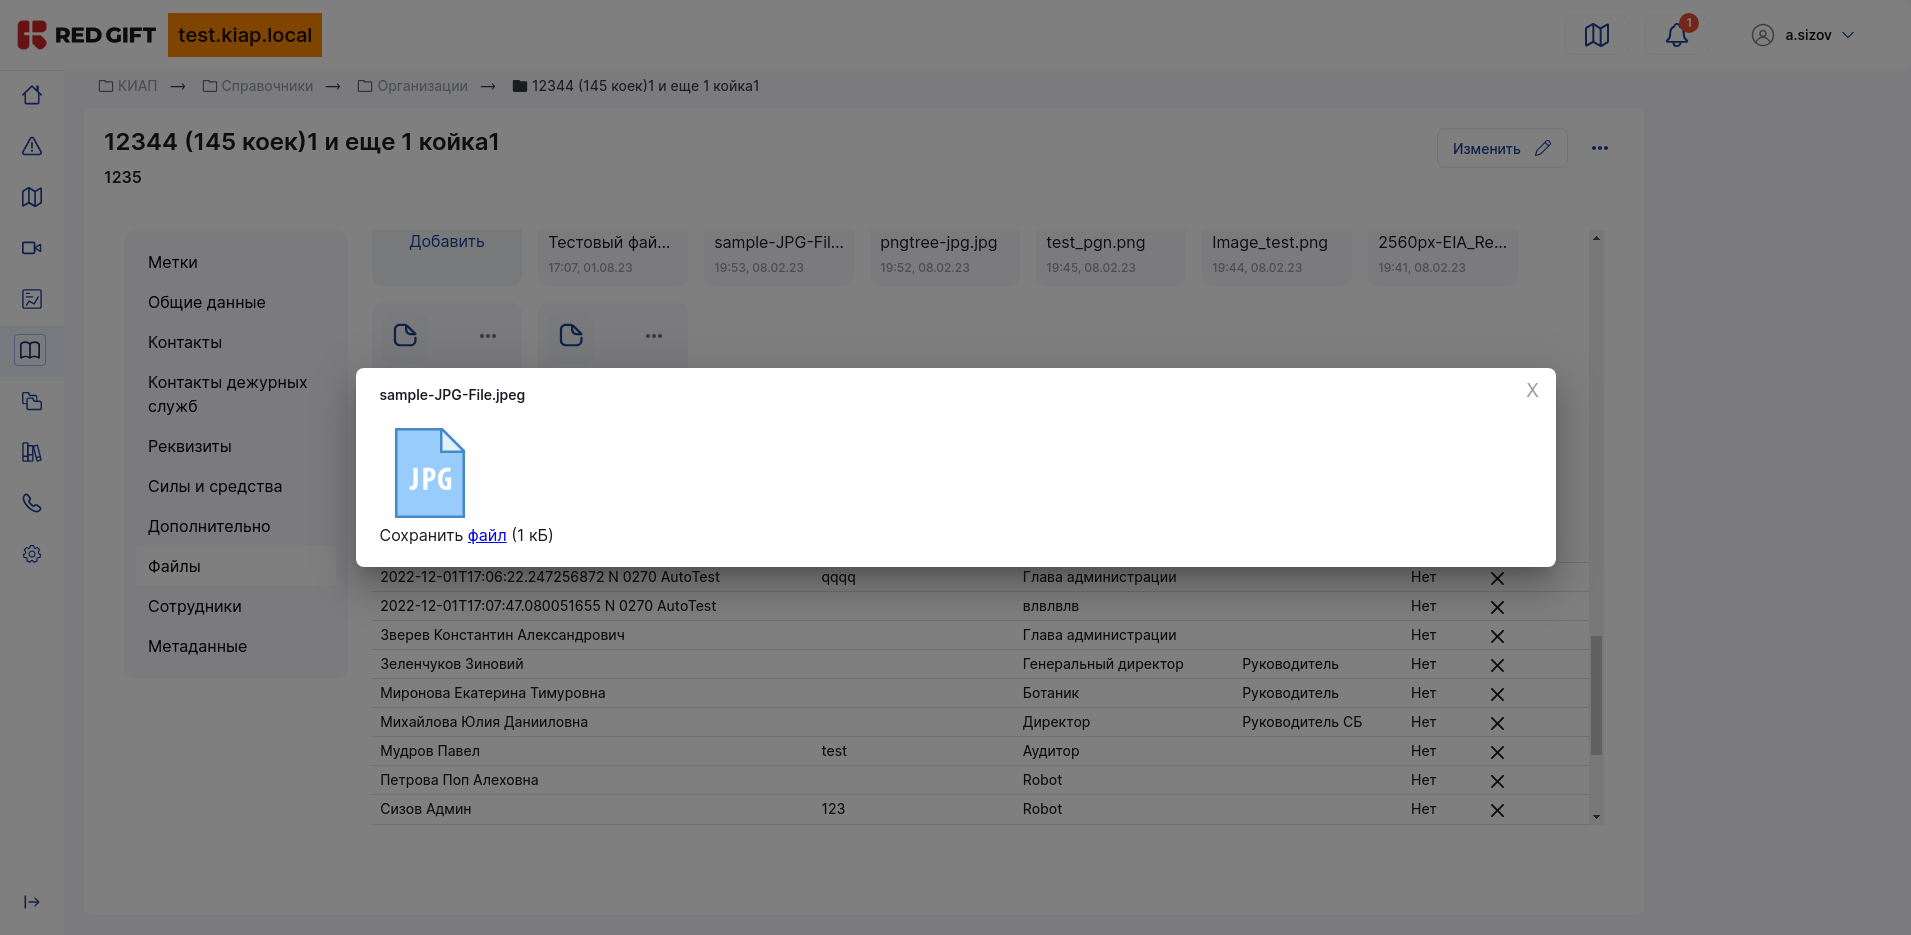 RED GIFT
test.kiap.local
1
a.sizov
КИАП → Справочники → Организации → 12344 (145 коек)1 и еще 1 койка1
12344 (145 коек)1 и еще 1 койка1
Изменить
1235
Метки
Общие данные
Контакты
Контакты дежурных
служб
Реквизиты
Силы и средства
Дополнительно
Файлы
Сотрудники
Метаданные
Добавить
Тестовый фай...
17:07, 01.08.23
sample-JPG-Fil...
19:53, 08.02.23
pngtree-jpg.jpg
19:52, 08.02.23
test_pgn.png
19:45, 08.02.23
Image_test.png
19:44, 08.02.23
2560px-EIA_Re...
19:41, 08.02.23
sample-JPG-File.jpeg
X
JPG
Сохранить файл (1 кБ)
2022-12-01T17:06:22.247256872 N 0270 AutoTest qqqq Глава администрации Нет
2022-12-01T17:07:47.080051655 N 0270 AutoTest влвлвлв Нет
Зверев Константин Александрович Глава администрации Нет
Зеленчуков Зиновий Генеральный директор Руководитель Нет
Миронова Екатерина Тимуровна Ботаник Руководитель Нет
Михайлова Юлия Данииловна Директор Руководитель СБ Нет
Мудров Павел test Аудитор Нет
Петрова Поп Алеховна Robot Нет
Сизов Админ 123 Robot Нет